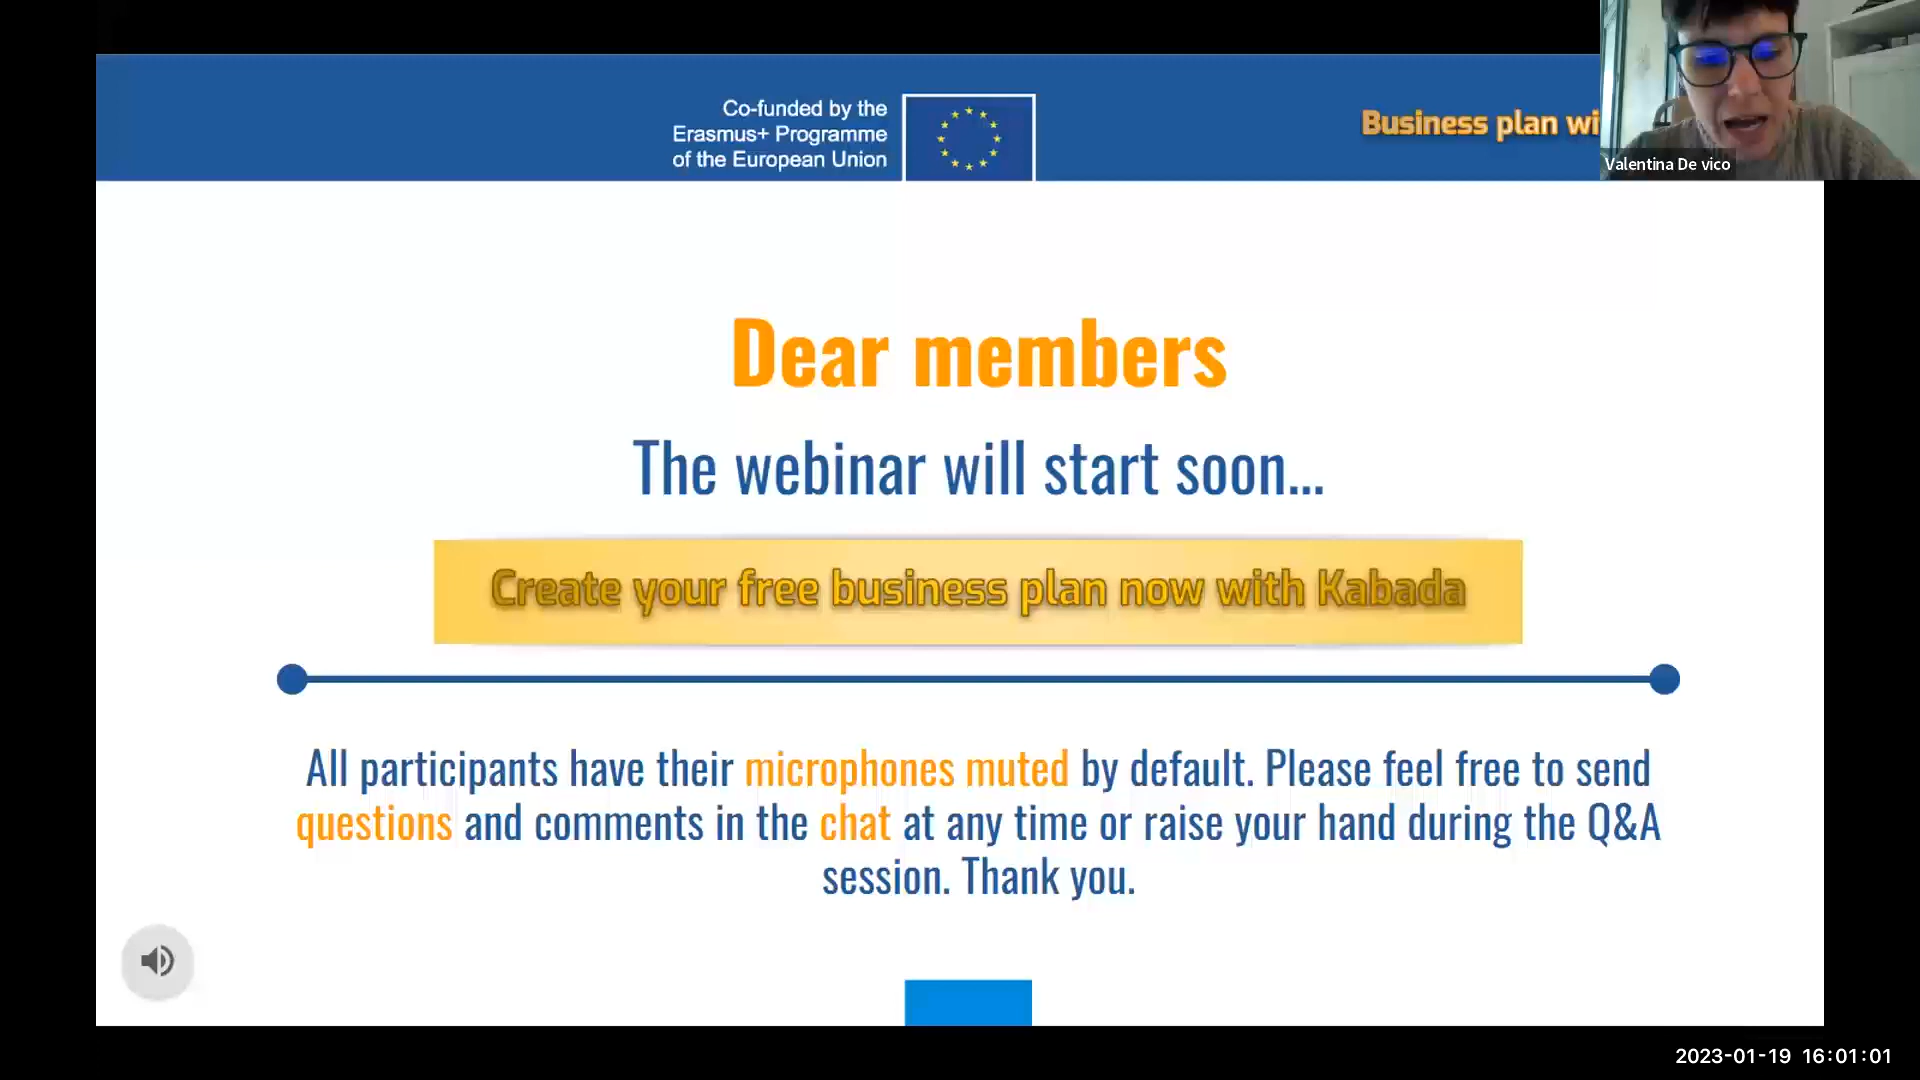 Co-funded by the
Erasmus+ Programme
of the European Union
Business plan
Valentina De vico
Dear members
The webinar will start soon...
Create your free business plan now with Kabada
All participants have their microphones muted by default. Please feel free to send
questions and comments in the chat at any time or raise your hand during the Q&A
session. Thank you.
2023-01-19 16:01:01